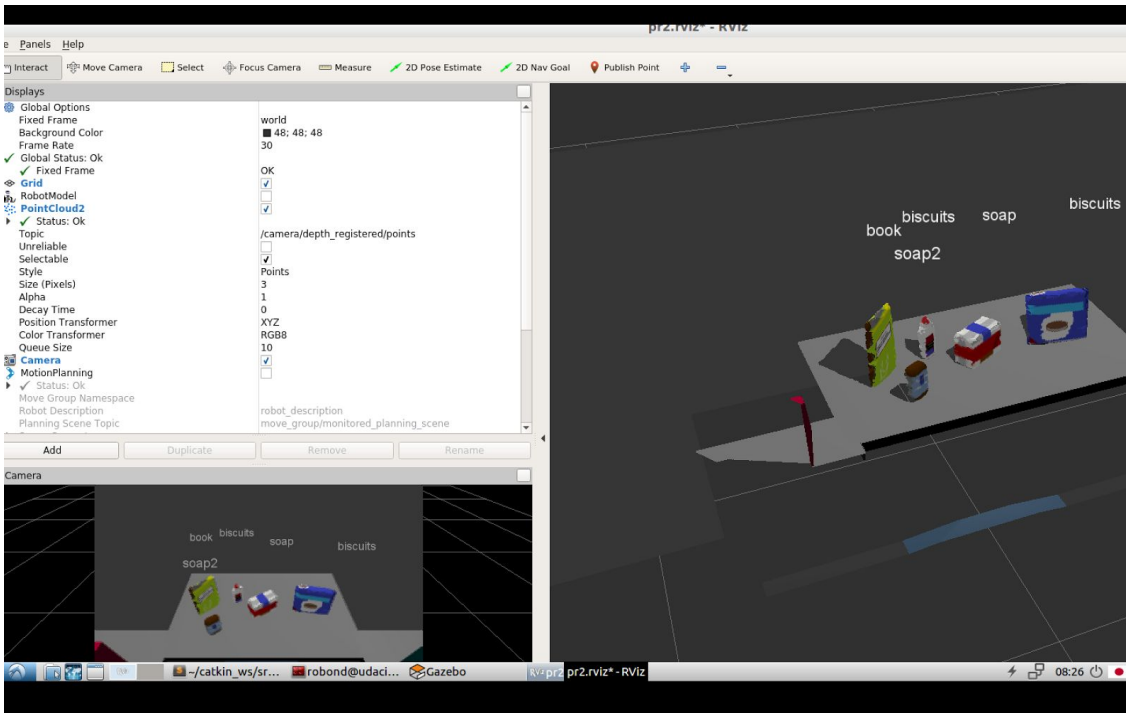 pr2.rviz* - RViz
e Panels Help
Interact Move Camera Select Focus Camera Measure 2D Pose Estimate 2D Nav Goal Publish Point
Displays
Global Options
Fixed Frame world
Background Color 48; 48; 48
Frame Rate 30
Global Status: Ok
Fixed Frame OK
Grid
RobotModel
PointCloud2
Status: Ok
Topic /camera/depth_registered/points
Unreliable
Selectable
Style Points
Size (Pixels) 3
Alpha 1
Decay Time 0
Position Transformer XYZ
Color Transformer RGB8
Queue Size 10
Camera
MotionPlanning
Status: Ok
Move Group Namespace
Robot Description robot_description
Planning Scene Topic move_group/monitored_planning_scene
Add Duplicate Remove Rename
Camera
book biscuits soap biscuits
soap2
biscuits soap biscuits
book
soap2
~/catkin_ws/sr... robond@udaci... Gazebo pr2.rviz* - RViz 08:26